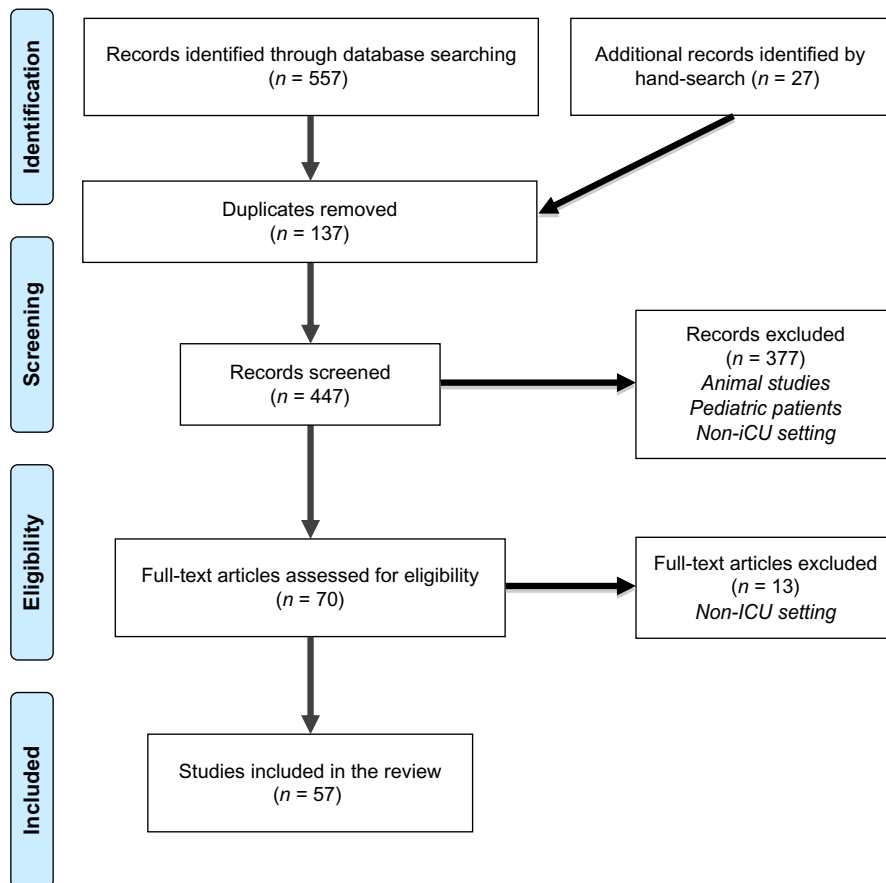 Identification
Records identified through database searching
(n = 557)
Additional records identified by
hand-search (n = 27)
Duplicates removed
(n = 137)
Screening
Records screened
(n = 447)
Records excluded
(n = 377)
Animal studies
Pediatric patients
Non-iCU setting
Eligibility
Full-text articles assessed for eligibility
(n = 70)
Full-text articles excluded
(n = 13)
Non-ICU setting
Included
Studies included in the review
(n = 57)